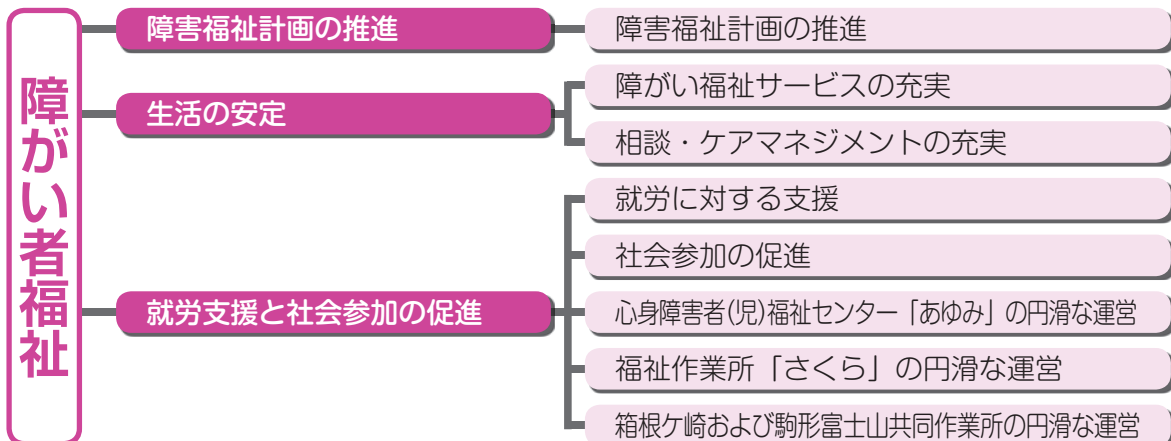 障がい者福祉
障害福祉計画の推進
障害福祉計画の推進
生活の安定
障がい福祉サービスの充実
相談・ケアマネジメントの充実
就労支援と社会参加の促進
就労に対する支援
社会参加の促進
心身障害者(児)福祉センター「あゆみ」の円滑な運営
福祉作業所「さくら」の円滑な運営
箱根ケ崎および駒形富士山共同作業所の円滑な運営